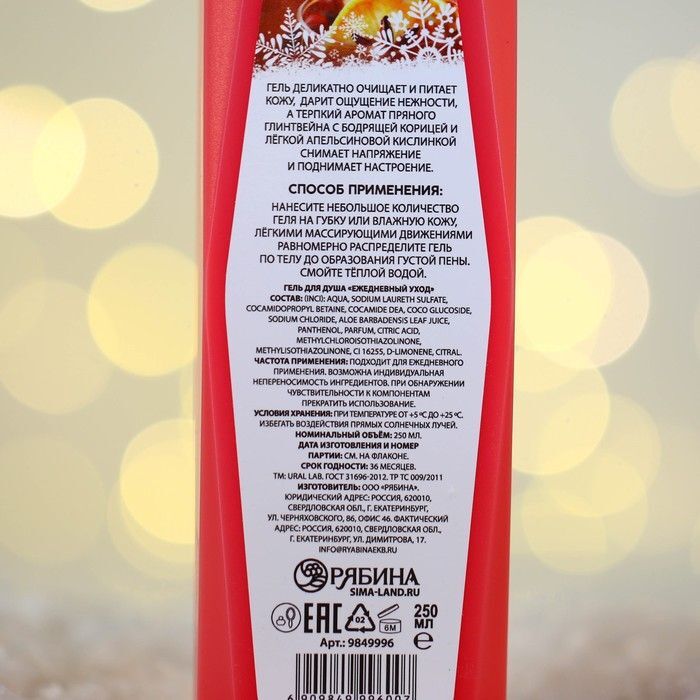 ГЕЛЬ ДЕЛИКАТНО ОЧИЩАЕТ И ПИТАЕТ
КОЖУ, ДАРИТ ОЩУЩЕНИЕ НЕЖНОСТИ,
А ТЕРПКИЙ АРОМАТ ПРЯНОГО
ГЛИНТВЕЙНА С БОДРЯЩЕЙ КОРИЦЕЙ И
ЛЁГКОЙ АПЕЛЬСИНОВОЙ КИСЛИНКОЙ
СНИМАЕТ НАПРЯЖЕНИЕ
И ПОДНИМАЕТ НАСТРОЕНИЕ.
СПОСОБ ПРИМЕНЕНИЯ:
НАНЕСИТЕ НЕБОЛЬШОЕ КОЛИЧЕСТВО
ГЕЛЯ НА ГУБКУ ИЛИ ВЛАЖНУЮ КОЖУ,
ЛЁГКИМИ МАССИРУЮЩИМИ ДВИЖЕНИЯМИ
РАВНОМЕРНО РАСПРЕДЕЛИТЕ ГЕЛЬ
ПО ТЕЛУ ДО ОБРАЗОВАНИЯ ГУСТОЙ ПЕНЫ.
СМОЙТЕ ТЁПЛОЙ ВОДОЙ.
ГЕЛЬ ДЛЯ ДУША «ЕЖЕДНЕВНЫЙ УХОД»
СОСТАВ: (INCI): AQUA, SODIUM LAURETH SULFATE,
COCAMIDOPROPYL BETAINE, COCAMIDE DEA, COCO GLUCOSIDE,
SODIUM CHLORIDE, ALOE BARBADENSIS LEAF JUICE,
PANTHENOL, PARFUM, CITRIC ACID,
METHYLCHLOROISOTHIAZOLINONE,
METHYLISOTHIAZOLINONE, CI 16255, D-LIMONENE, CITRAL.
ЧАСТОТА ПРИМЕНЕНИЯ: ПОДХОДИТ ДЛЯ ЕЖЕДНЕВНОГО
ПРИМЕНЕНИЯ. ВОЗМОЖНА ИНДИВИДУАЛЬНАЯ
НЕПЕРЕНОСИМОСТЬ ИНГРЕДИЕНТОВ. ПРИ ОБНАРУЖЕНИИ
ЧУВСТВИТЕЛЬНОСТИ К КОМПОНЕНТАМ
ПРЕКРАТИТЬ ИСПОЛЬЗОВАНИЕ.
УСЛОВИЯ ХРАНЕНИЯ: ПРИ ТЕМПЕРАТУРЕ ОТ +5 ºС ДО +25 ºС.
ИЗБЕГАТЬ ВОЗДЕЙСТВИЯ ПРЯМЫХ СОЛНЕЧНЫХ ЛУЧЕЙ.
НОМИНАЛЬНЫЙ ОБЪЁМ: 250 МЛ.
ДАТА ИЗГОТОВЛЕНИЯ И НОМЕР
ПАРТИИ: СМ. НА ФЛАКОНЕ.
СРОК ГОДНОСТИ: 36 МЕСЯЦЕВ.
ТМ: URAL LAB. ГОСТ 31696-2012. ТР ТС 009/2011
ИЗГОТОВИТЕЛЬ: ООО «РЯБИНА».
ЮРИДИЧЕСКИЙ АДРЕС: РОССИЯ, 620010,
СВЕРДЛОВСКАЯ ОБЛ., Г. ЕКАТЕРИНБУРГ,
УЛ. ЧЕРНЯХОВСКОГО, 86, ОФИС 46. ФАКТИЧЕСКИЙ
АДРЕС: РОССИЯ, 620010, СВЕРДЛОВСКАЯ ОБЛ.,
Г. ЕКАТЕРИНБУРГ, УЛ. ДИМИТРОВА, 17.
INFO@RYABINAEKB.RU
РЯБИНА
SIMA-LAND.RU
EAC 02 6М 250 МЛ ℮
Арт.: 9849996
6 909849 996007